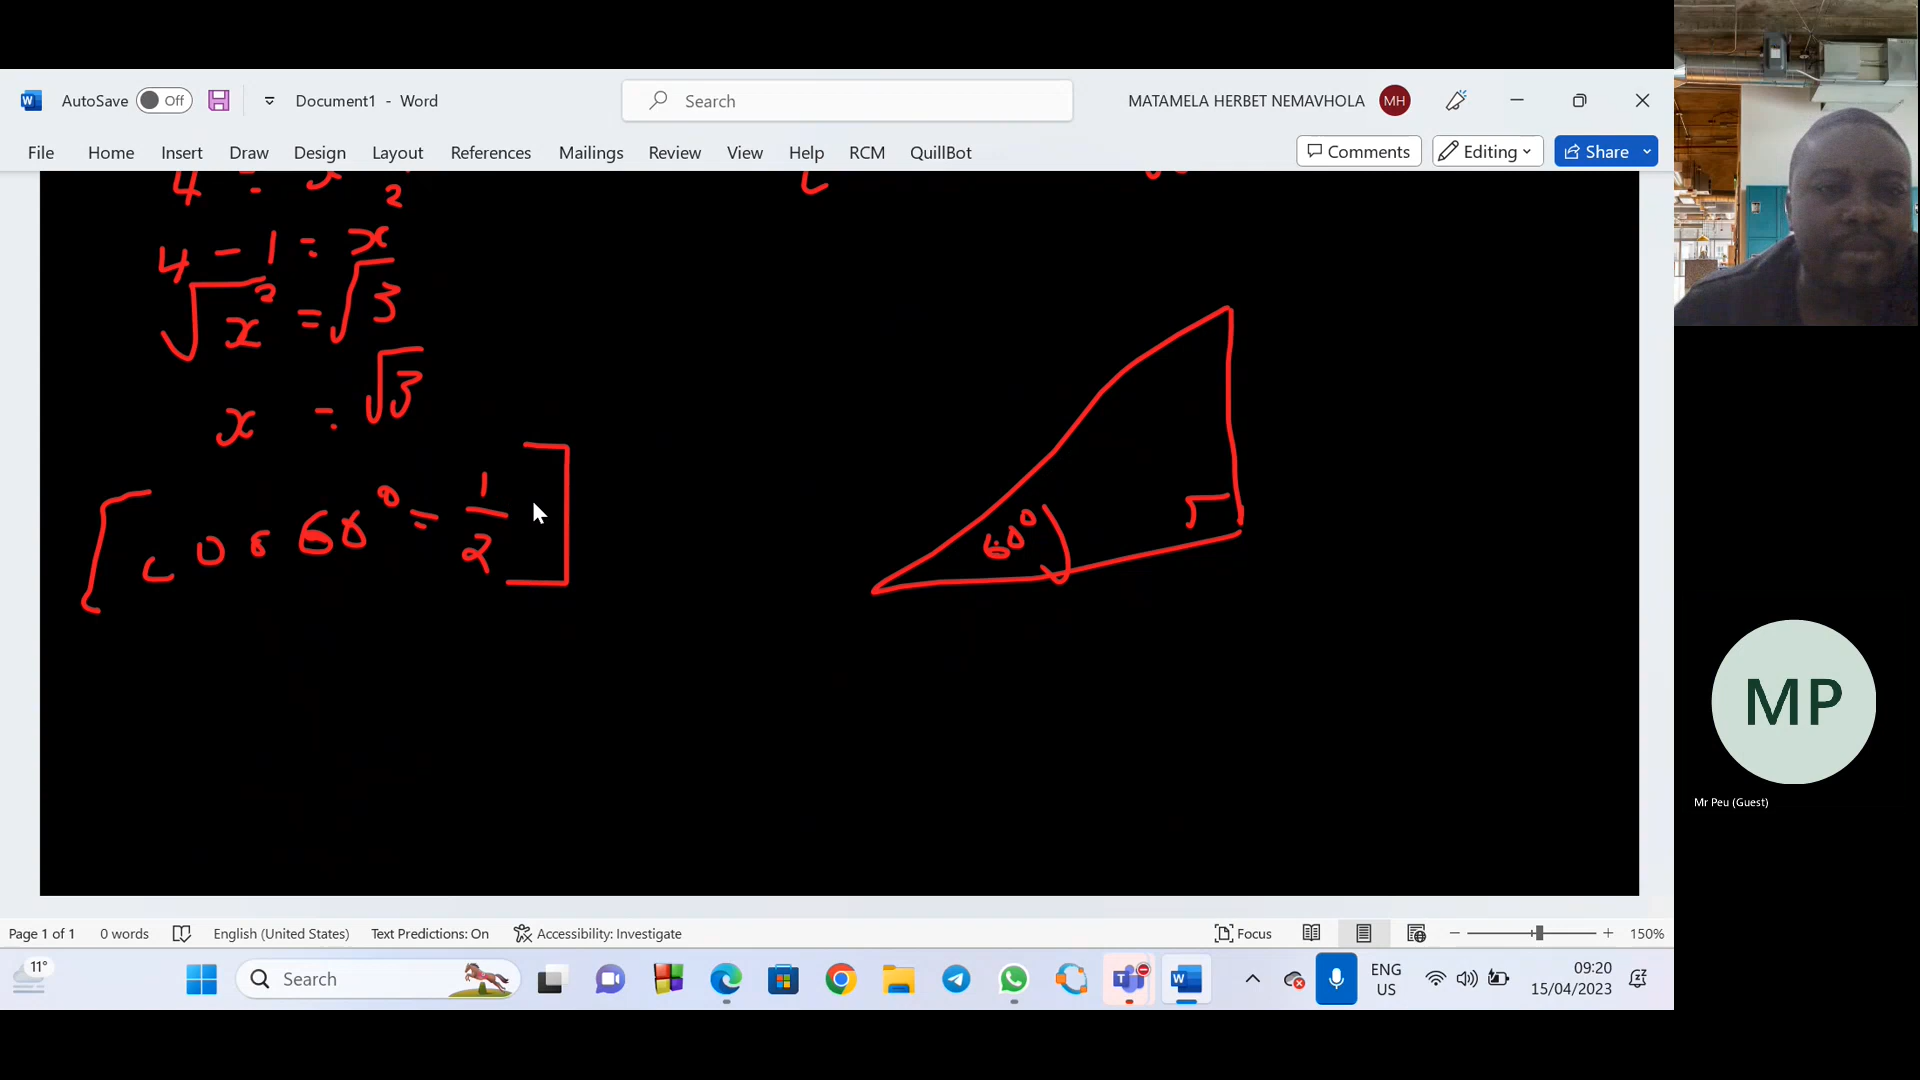 AutoSave Off Document1 - Word Search MATAMELA HERBET NEMAVHOLA MH
File Home Insert Draw Design Layout References Mailings Review View Help RCM QuillBot Comments Editing Share
4 = 2
4 - 1 = x
√x² = √3
x = √3
[cos 60° = 1/2]
60°
MP
Mr Peu (Guest)
Page 1 of 1 0 words English (United States) Text Predictions: On Accessibility: Investigate Focus 150%
11° Search ENG US 09:20 15/04/2023